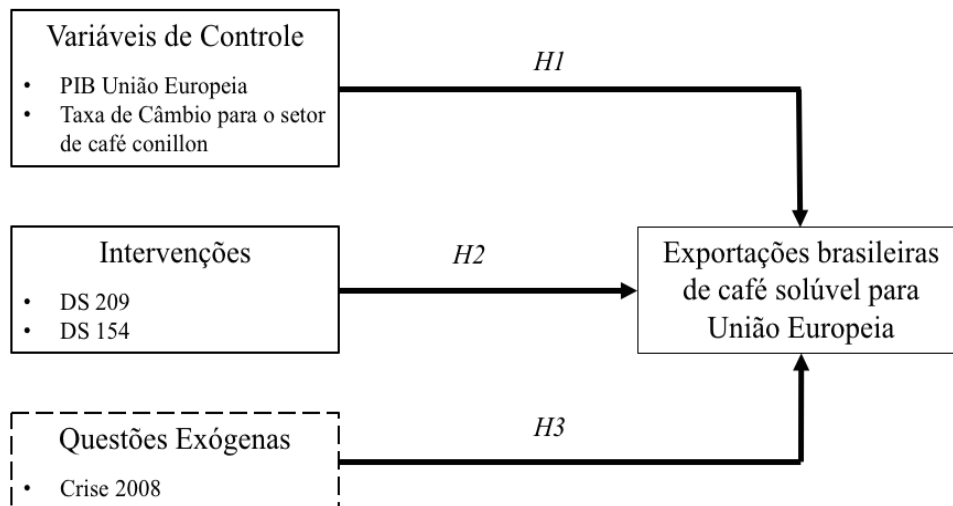 Variáveis de Controle
• PIB União Europeia
• Taxa de Câmbio para o setor
de café conillon
H1
Intervenções
• DS 209
• DS 154
H2
Exportações brasileiras
de café solúvel para
União Europeia
Questões Exógenas
• Crise 2008
H3